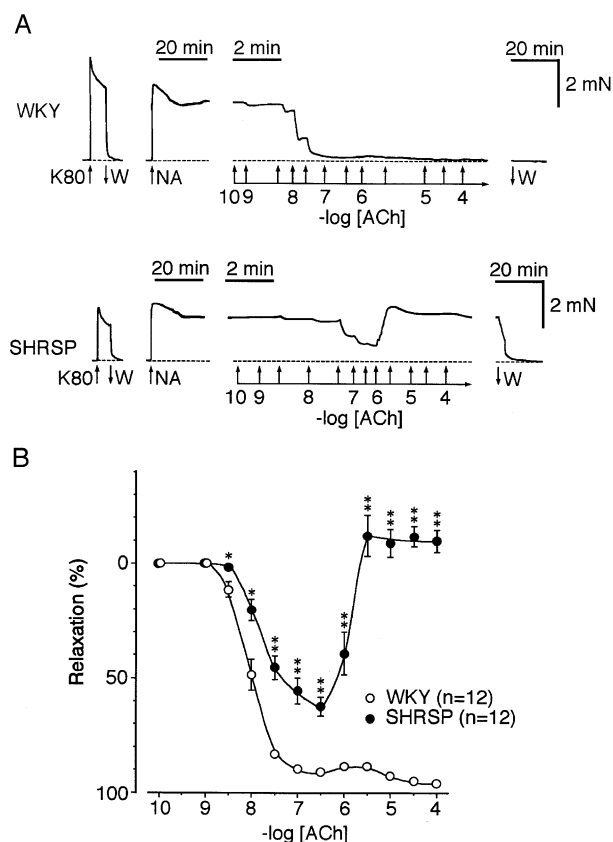 A
20 min 2 min 20 min
2 mN
WKY
K80 W NA W
10 9 8 7 6 5 4
-log [ACh]
20 min 2 min 20 min
2 mN
SHRSP
K80 W NA W
10 9 8 7 6 5 4
-log [ACh]
B
Relaxation (%)
0
50
100
* * ** ** ** ** ** ** ** **
WKY (n=12)
SHRSP (n=12)
10 9 8 7 6 5 4
-log [ACh]